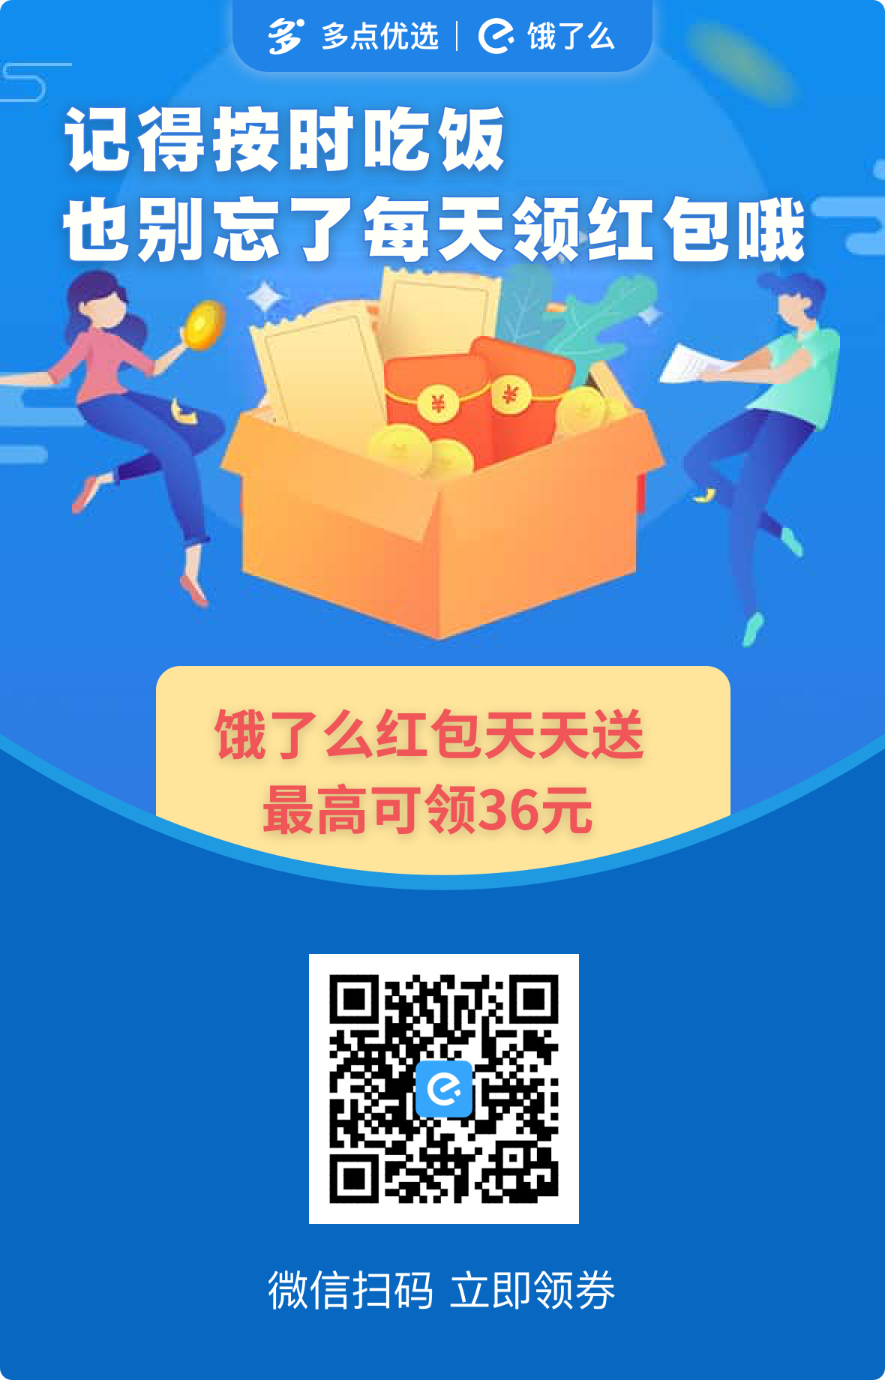 多点优选 | 饿了么
记得按时吃饭
也别忘了每天领红包哦
¥ ¥
饿了么红包天天送
最高可领36元
微信扫码 立即领券